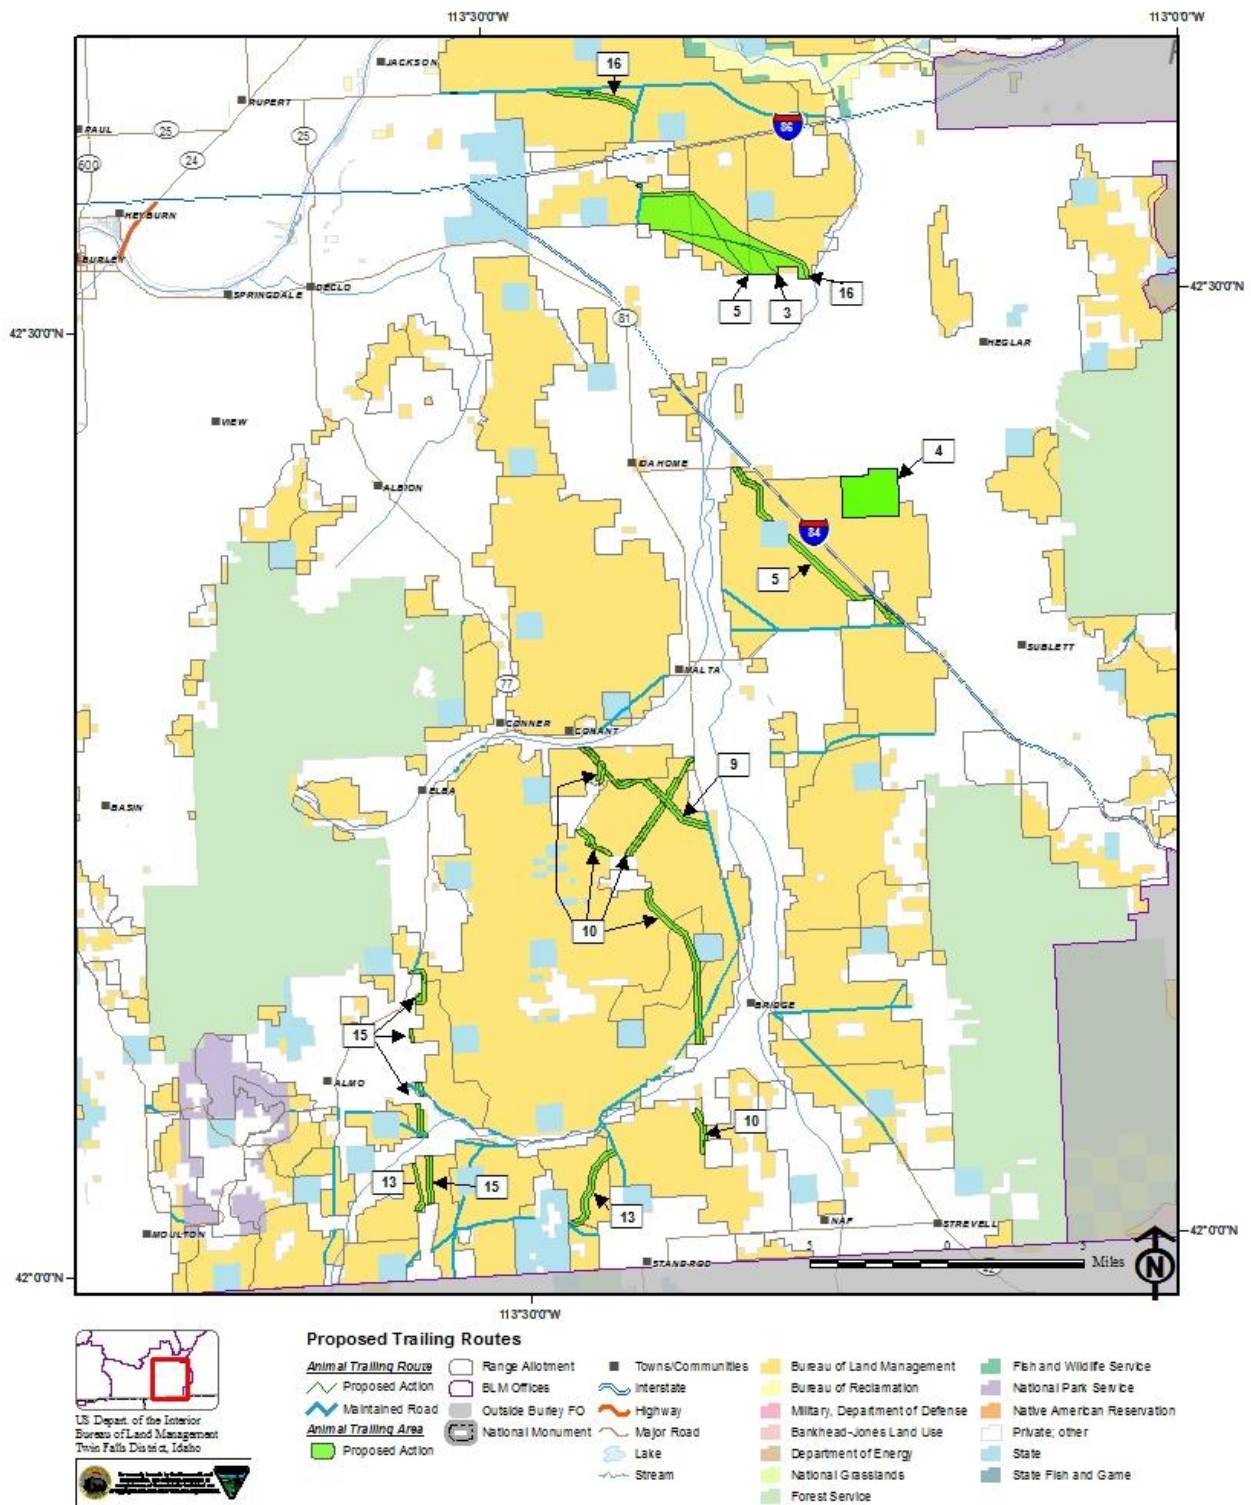 113°30'0"W
113°0'0"W
JACKSON
16
RUPERT
86
PAUL
25
25
24
600
HEYBURN
BURLEY
SPRINGDALE
DECLO
5
3
16
42°30'0"N
42°30'0"N
81
HEGLAR
VIEW
IDAHOME
4
ALBION
84
5
SUBLETT
MALTA
77
CONNER
CONANT
9
BASIN
ELBA
10
BRIDGE
15
ALMO
10
13
15
13
NAF
STREVELL
MOULTON
42°0'0"N
STANDROD
5
0
5
Miles
42
N
42°0'0"N
113°30'0"W
Proposed Trailing Routes
Animal Trailing Route
Proposed Action
Maintained Road
Animal Trailing Area
Proposed Action
Range Allotment
BLM Offices
Outside Burley FO
National Monument
Towns/Communities
Interstate
Highway
Major Road
Lake
Stream
Bureau of Land Management
Bureau of Reclamation
Military, Department of Defense
Bankhead-Jones Land Use
Department of Energy
National Grasslands
Forest Service
Fish and Wildlife Service
National Park Service
Native American Reservation
Private; other
State
State Fish and Game
US Depart. of the Interior
Bureau of Land Management
Twin Falls District, Idaho